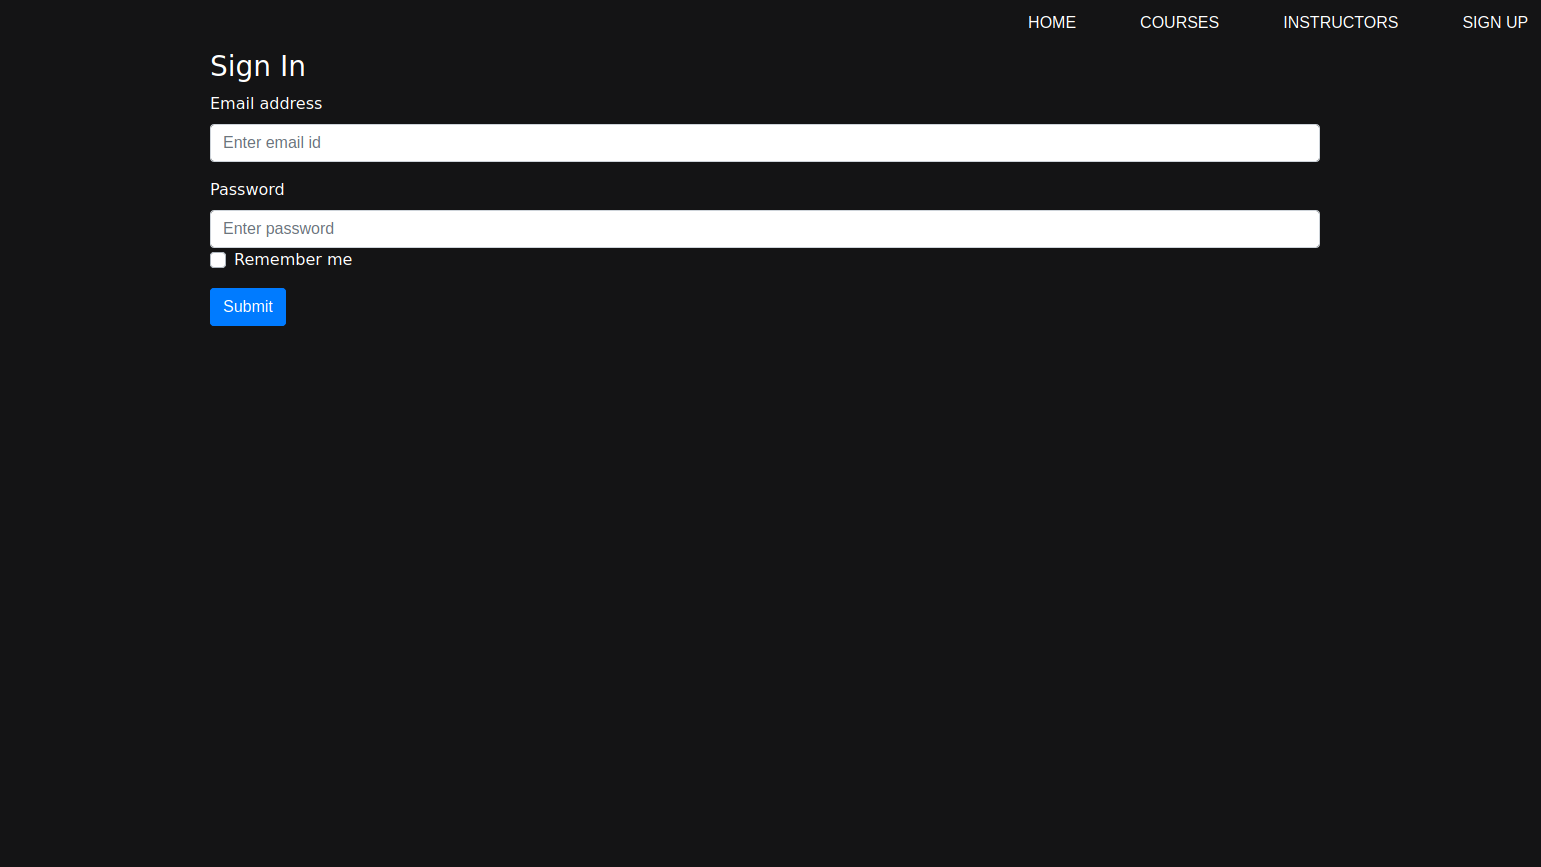 HOME COURSES INSTRUCTORS SIGN UP
Sign In
Email address
Enter email id
Password
Enter password
Remember me
Submit